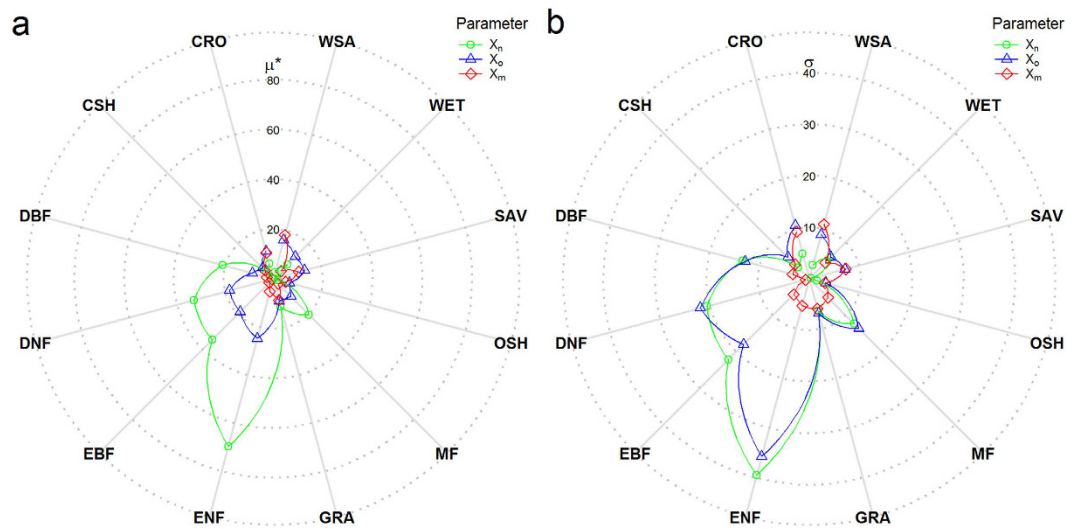 a
Parameter
Xn
Xo
Xm
μ*
80
60
40
20
CRO
WSA
WET
SAV
OSH
MF
GRA
ENF
EBF
DNF
DBF
CSH
b
Parameter
Xn
Xo
Xm
σ
40
30
20
10
CRO
WSA
WET
SAV
OSH
MF
GRA
ENF
EBF
DNF
DBF
CSH